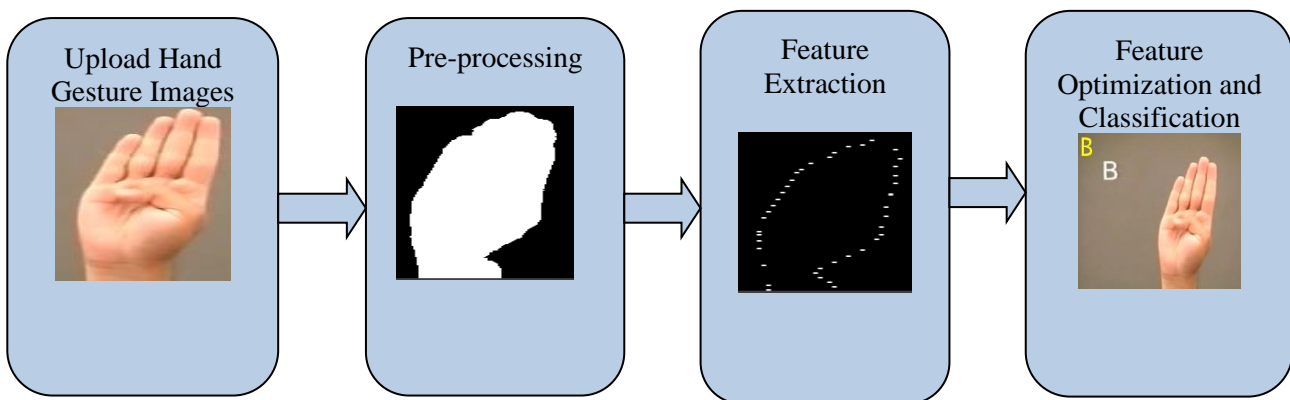 Upload Hand
Gesture Images
Pre-processing
Feature
Extraction
Feature
Optimization and
Classification
B
B